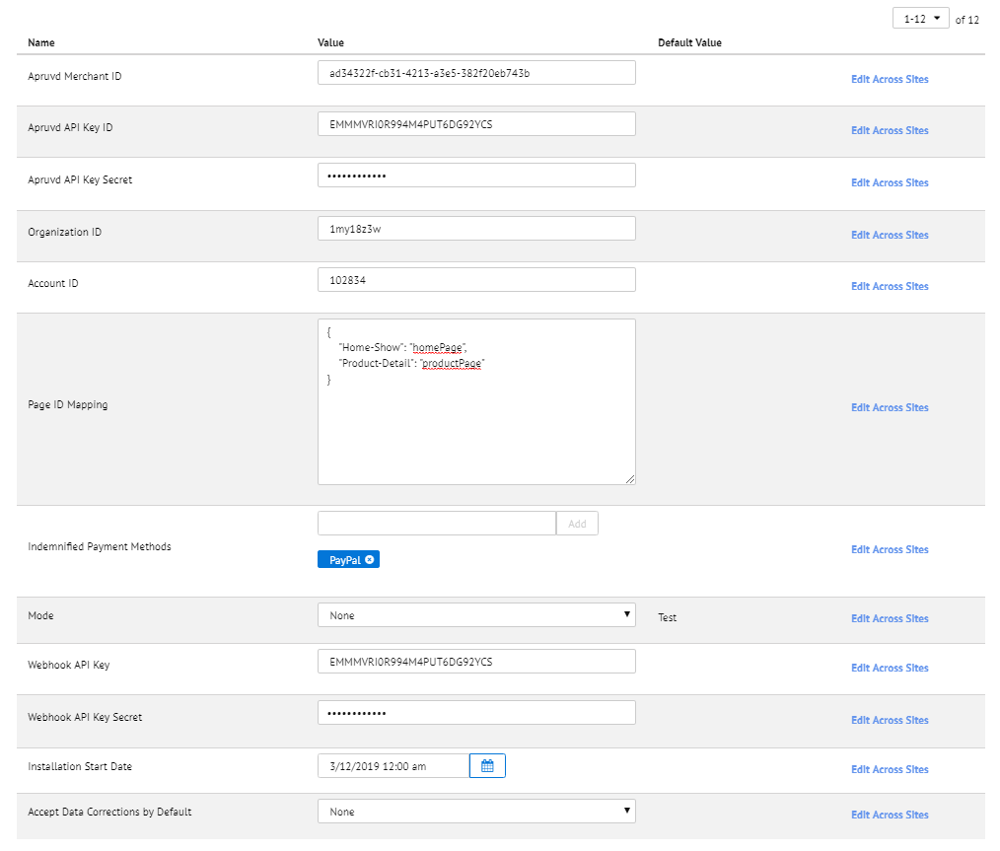 1-12 of 12
Name Value Default Value
Apruvd Merchant ID ad34322f-cb31-4213-a3e5-382f20eb743b Edit Across Sites
Apruvd API Key ID EMMMVRI0R994M4PUT6DG92YCS Edit Across Sites
Apruvd API Key Secret •••••••••••• Edit Across Sites
Organization ID 1my18z3w Edit Across Sites
Account ID 102834 Edit Across Sites
{
"Home-Show": "homePage",
"Product-Detail": "productPage"
}
Page ID Mapping Edit Across Sites
Add
Indemnified Payment Methods Edit Across Sites
PayPal
Mode None Test Edit Across Sites
Webhook API Key EMMMVRI0R994M4PUT6DG92YCS Edit Across Sites
Webhook API Key Secret •••••••••••• Edit Across Sites
Installation Start Date 3/12/2019 12:00 am Edit Across Sites
Accept Data Corrections by Default None Edit Across Sites